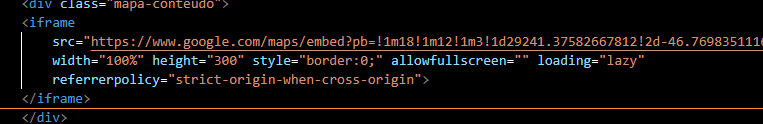 <div class="mapa-conteudo">
<iframe
src="https://www.google.com/maps/embed?pb=!1m18!1m12!1m3!1d29241.37582667812!2d-46.7698351116
width="100%" height="300" style="border:0;" allowfullscreen="" loading="lazy"
referrerpolicy="strict-origin-when-cross-origin">
</iframe>
</div>